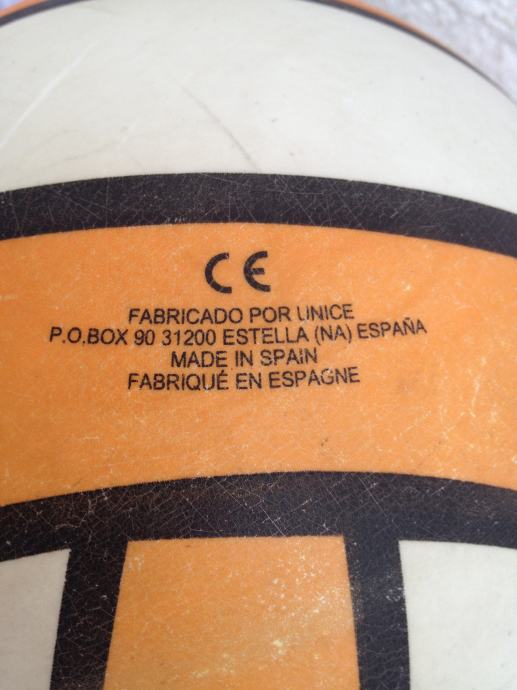 CE
FABRICADO POR UNICE
P.O.BOX 90 31200 ESTELLA (NA) ESPAÑA
MADE IN SPAIN
FABRIQUÉ EN ESPAGNE